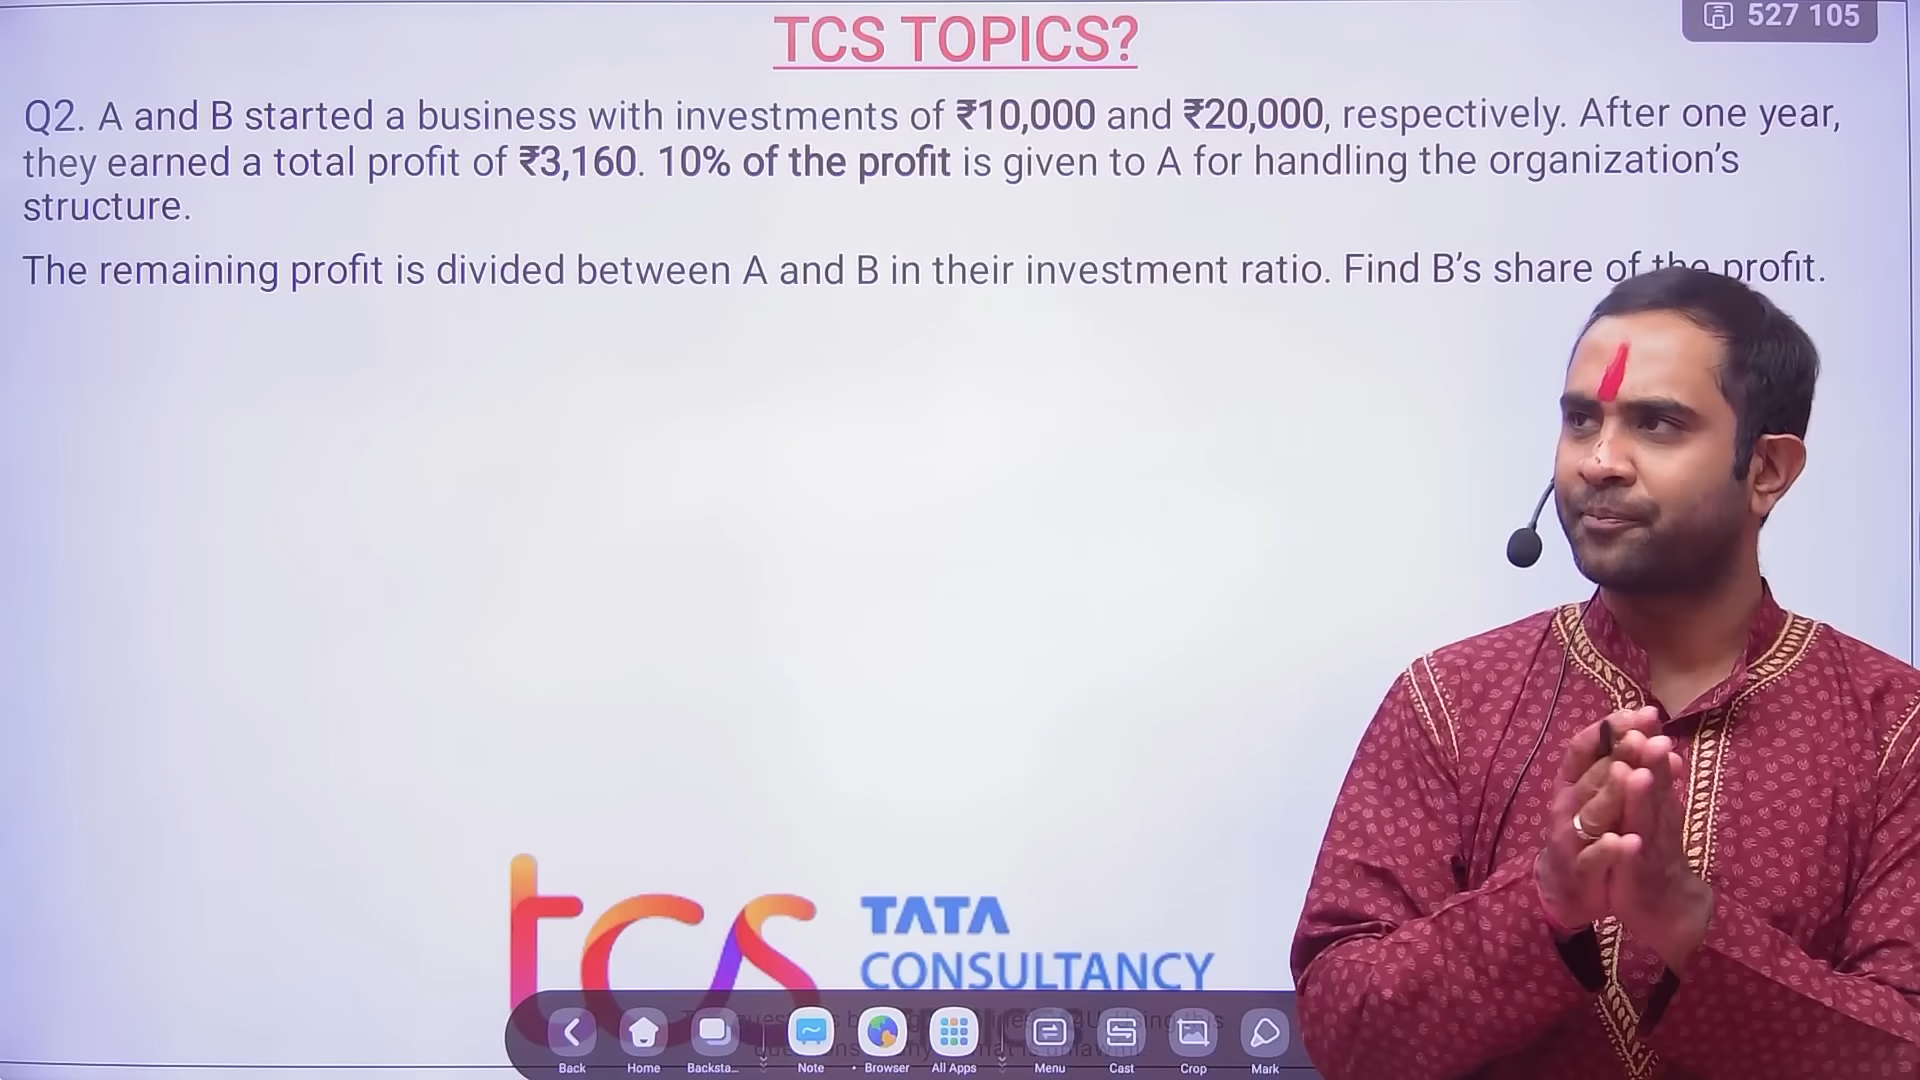 TCS TOPICS?
527 105
Q2. A and B started a business with investments of ₹10,000 and ₹20,000, respectively. After one year,
they earned a total profit of ₹3,160. 10% of the profit is given to A for handling the organization’s
structure.
The remaining profit is divided between A and B in their investment ratio. Find B’s share of the profit.
tcs
TATA
CONSULTANCY
Back Home Backsta... Note Browser All Apps Menu Cast Crop Mark